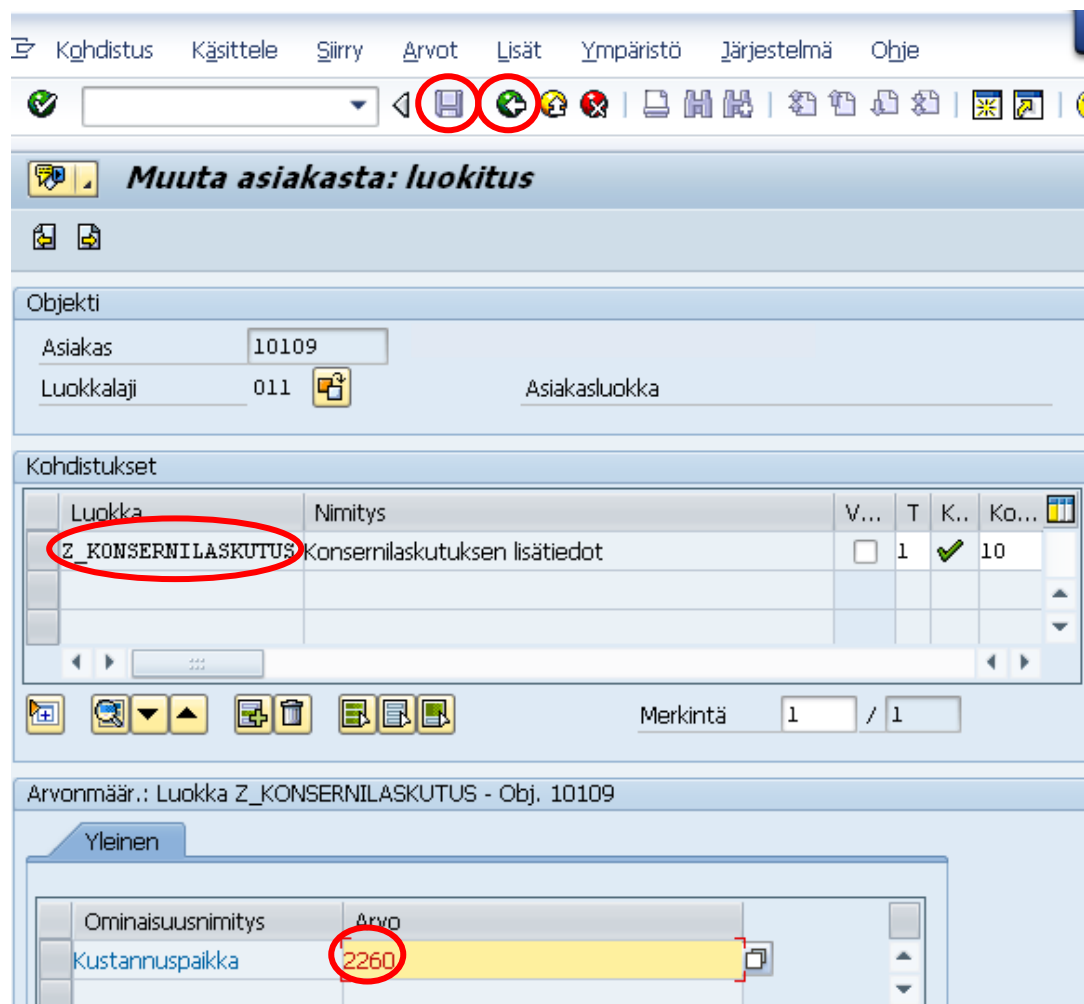 Kohdistus Käsittele Siirry Arvot Lisät Ympäristö Järjestelmä Ohje
Muuta asiakasta: luokitus
Objekti
Asiakas 10109
Luokkalaji 011 Asiakasluokka
Kohdistukset
Luokka Nimitys V... T K.. Ko...
Z_KONSERNILASKUTUS Konsernilaskutuksen lisätiedot 1 10
Merkintä 1 / 1
Arvonmäär.: Luokka Z_KONSERNILASKUTUS - Obj. 10109
Yleinen
Ominaisuusnimitys Arvo
Kustannuspaikka 2260